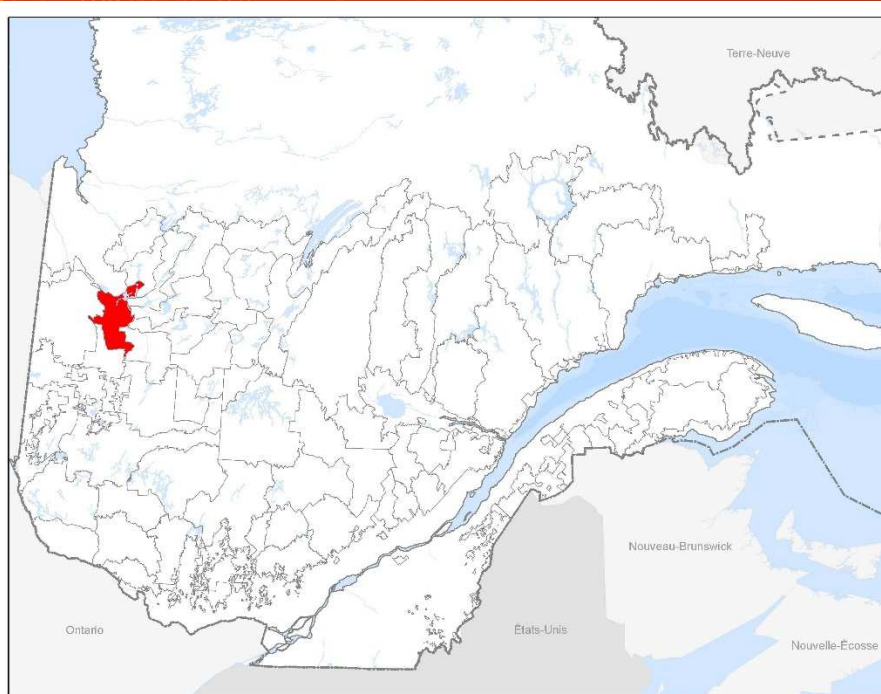 Terre-Neuve
Nouveau-Brunswick
Ontario
États-Unis
Nouvelle-Écosse